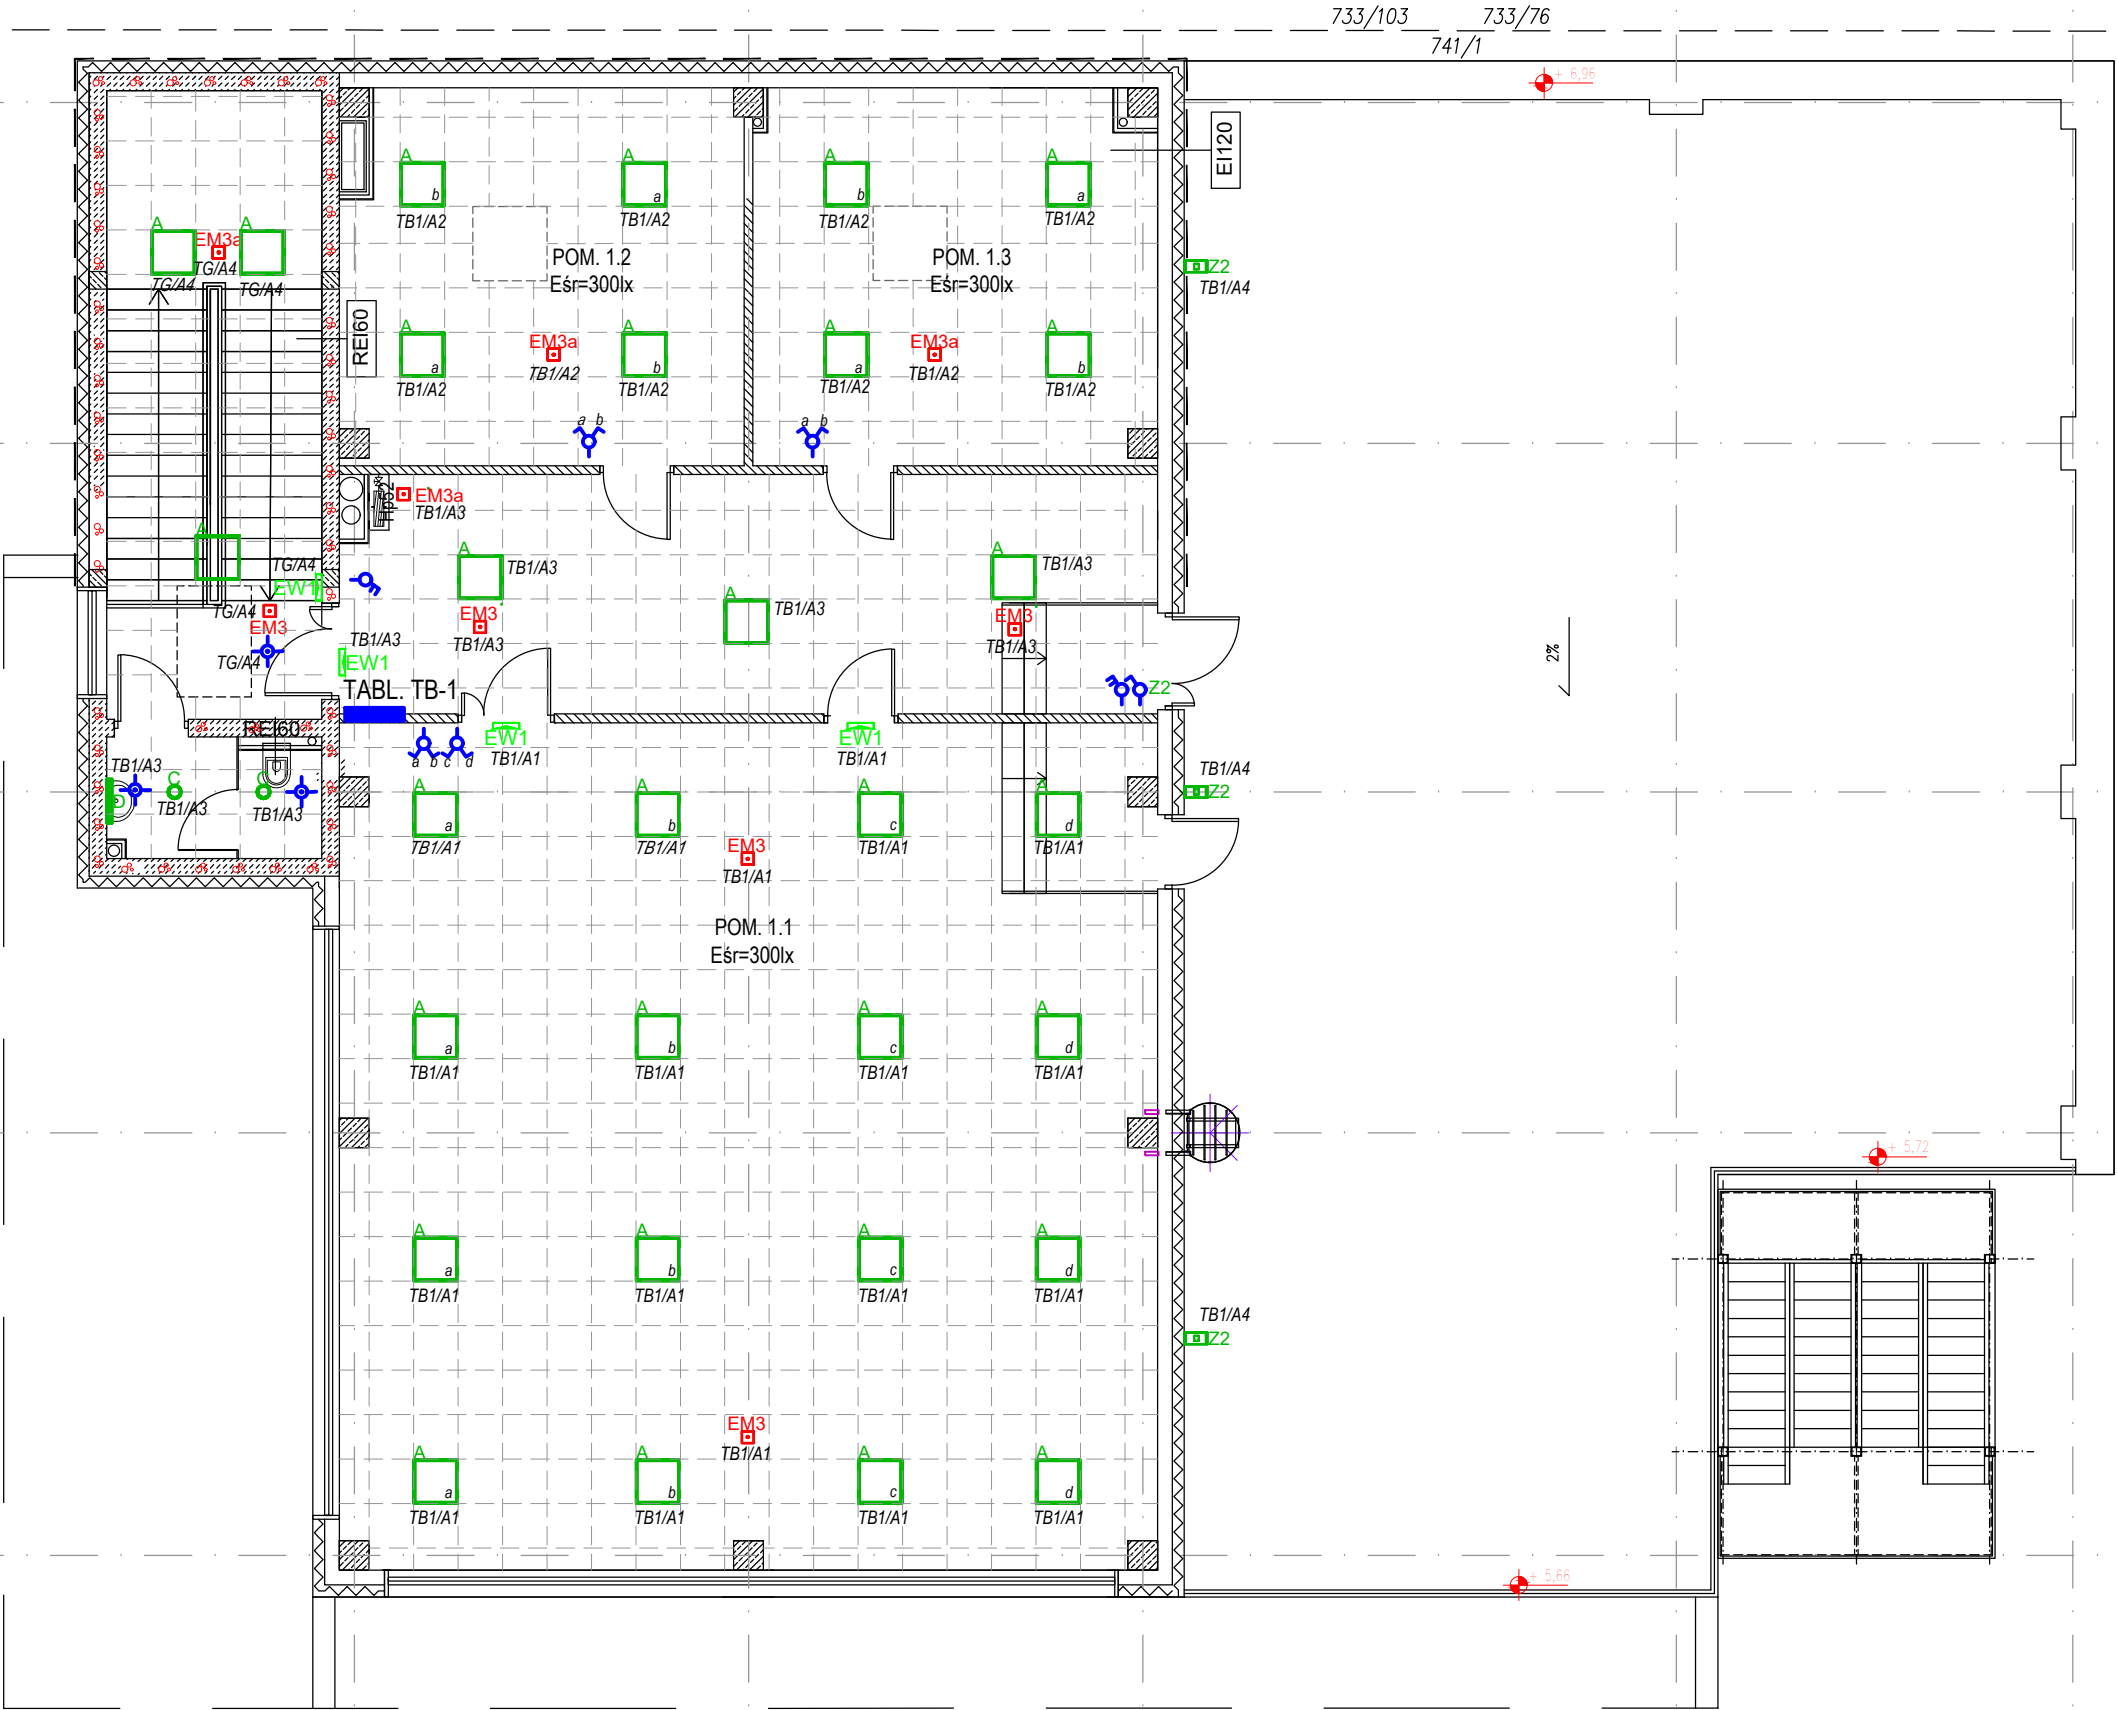 733/103 733/76
741/1
+ 6,96
EI120
A A A A
b a b a
TB1/A2 TB1/A2 TB1/A2 TB1/A2
A EM3a A
TG/A4 TG/A4 TG/A4
POM. 1.2
Eśr=300lx
POM. 1.3
Eśr=300lx
Z2
TB1/A4
REI60
A A A A
EM3a EM3a
a b a b
TB1/A2 TB1/A2 TB1/A2 TB1/A2 TB1/A2 TB1/A2
a b a b
EM3a
TB1/A3
A
TG/A4
EW1
A TB1/A3
A TB1/A3
A TB1/A3
TG/A4
EM3
TG/A4
EM3
TB1/A3
EM3
TB1/A3
TB1/A3
EW1
TABL. TB-1
Z2
2%
REI60
a b c d
EW1
TB1/A1
EW1
TB1/A1
TB1/A3
C C
TB1/A3 TB1/A3
TB1/A4
Z2
A A A A
a b c d
TB1/A1 TB1/A1 TB1/A1 TB1/A1
EM3
TB1/A1
POM. 1.1
Eśr=300lx
A A A A
a b c d
TB1/A1 TB1/A1 TB1/A1 TB1/A1
+ 5,72
A A A A
a b c d
TB1/A1 TB1/A1 TB1/A1 TB1/A1
TB1/A4
Z2
EM3
TB1/A1
A A A A
a b c d
TB1/A1 TB1/A1 TB1/A1 TB1/A1
+ 5,66